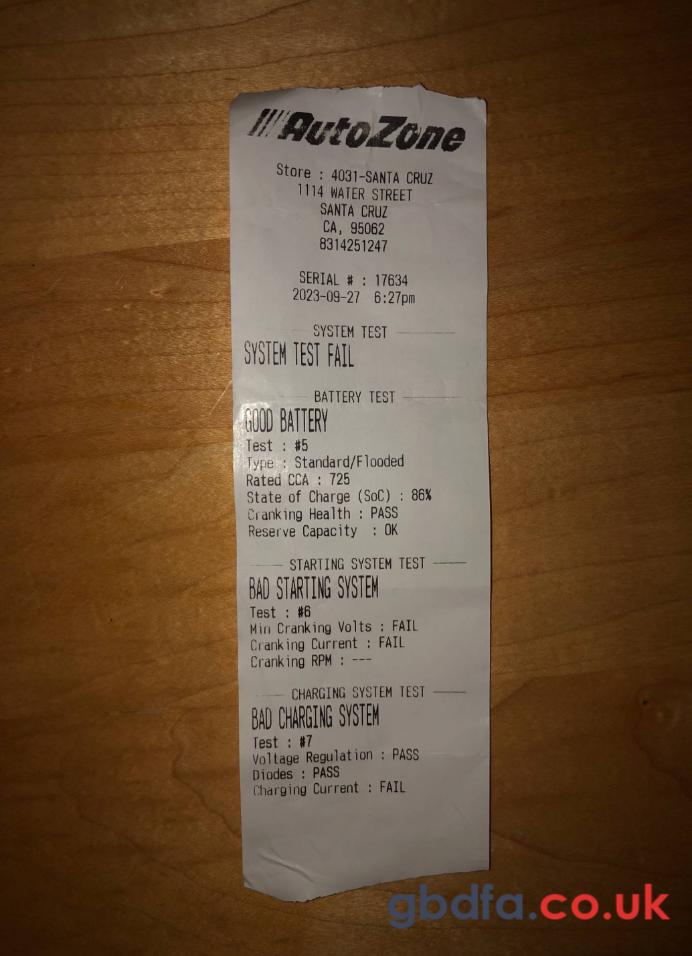 AutoZone
Store : 4031-SANTA CRUZ
1114 WATER STREET
SANTA CRUZ
CA, 95062
8314251247
SERIAL # : 17634
2023-09-27 6:27pm
SYSTEM TEST
SYSTEM TEST FAIL
BATTERY TEST
GOOD BATTERY
Test : #5
Type : Standard/Flooded
Rated CCA : 725
State of Charge (SoC) : 86%
Cranking Health : PASS
Reserve Capacity : OK
STARTING SYSTEM TEST
BAD STARTING SYSTEM
Test : #6
Min Cranking Volts : FAIL
Cranking Current : FAIL
Cranking RPM : ---
CHARGING SYSTEM TEST
BAD CHARGING SYSTEM
Test : #7
Voltage Regulation : PASS
Diodes : PASS
Charging Current : FAIL
gbdfa.co.uk